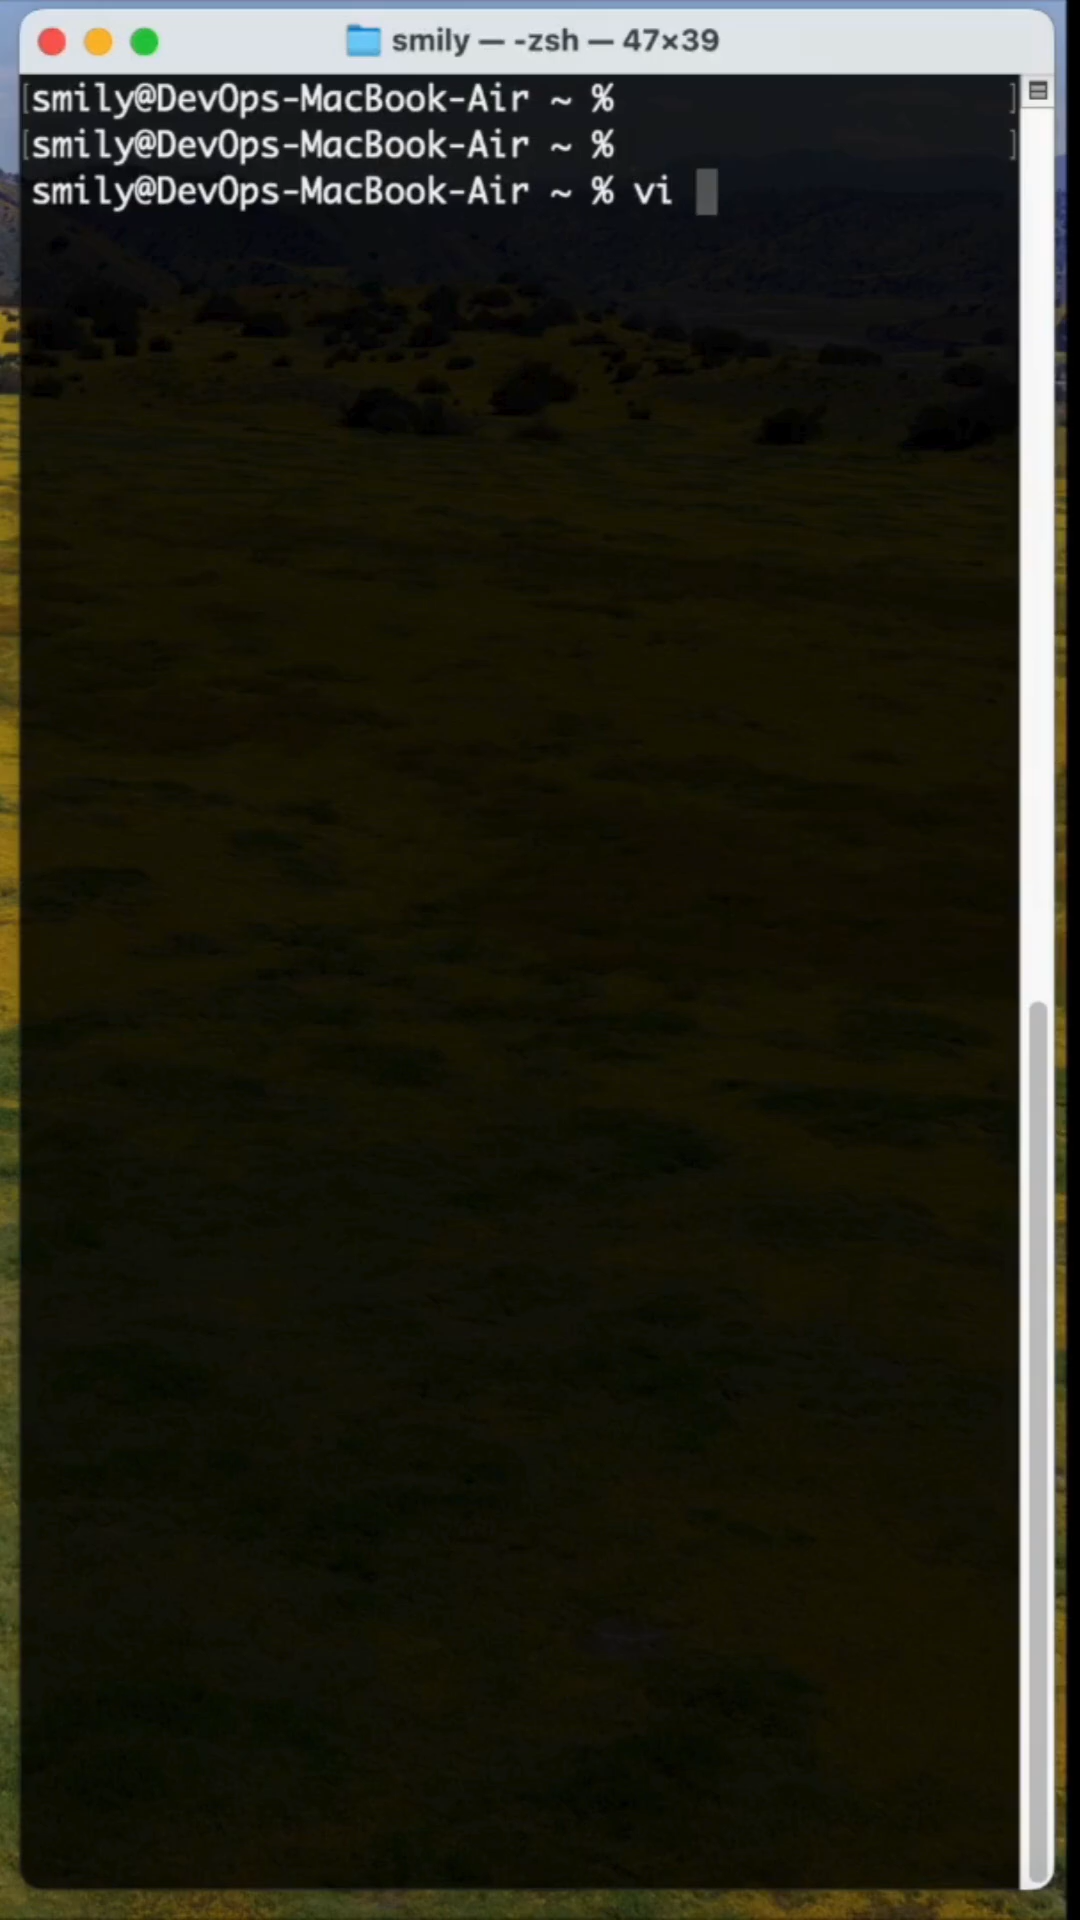 smily — -zsh — 47×39
smily@DevOps-MacBook-Air ~ %
smily@DevOps-MacBook-Air ~ %
smily@DevOps-MacBook-Air ~ % vi